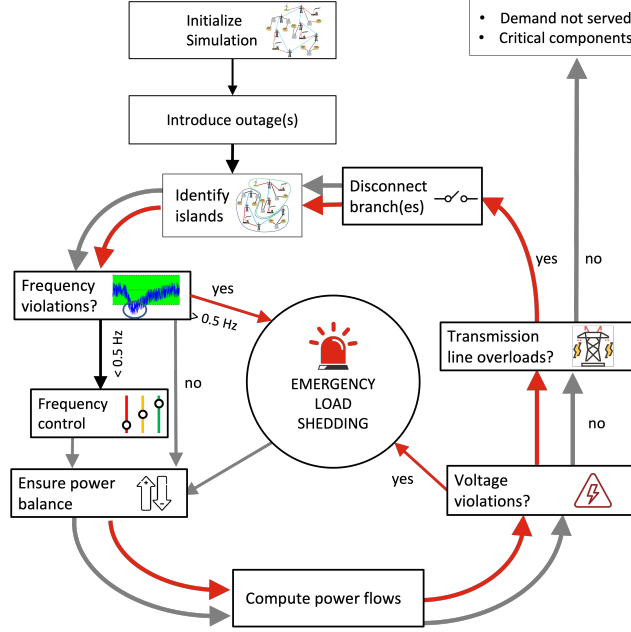 • Demand not served
• Critical components
Initialize
Simulation
Introduce outage(s)
Identify
islands
Disconnect
branch(es)
yes
no
Frequency
violations?
yes
> 0.5 Hz
< 0.5 Hz
no
Transmission
line overloads?
EMERGENCY
LOAD
SHEDDING
Frequency
control
no
yes
Ensure power
balance
Voltage
violations?
Compute power flows